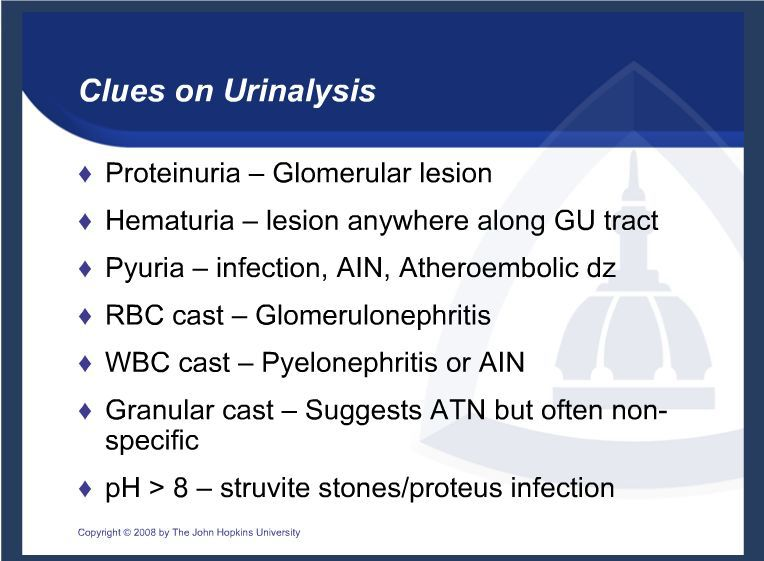 Clues on Urinalysis
♦ Proteinuria – Glomerular lesion
♦ Hematuria – lesion anywhere along GU tract
♦ Pyuria – infection, AIN, Atheroembolic dz
♦ RBC cast – Glomerulonephritis
♦ WBC cast – Pyelonephritis or AIN
♦ Granular cast – Suggests ATN but often non-
specific
♦ pH > 8 – struvite stones/proteus infection
Copyright © 2008 by The John Hopkins University